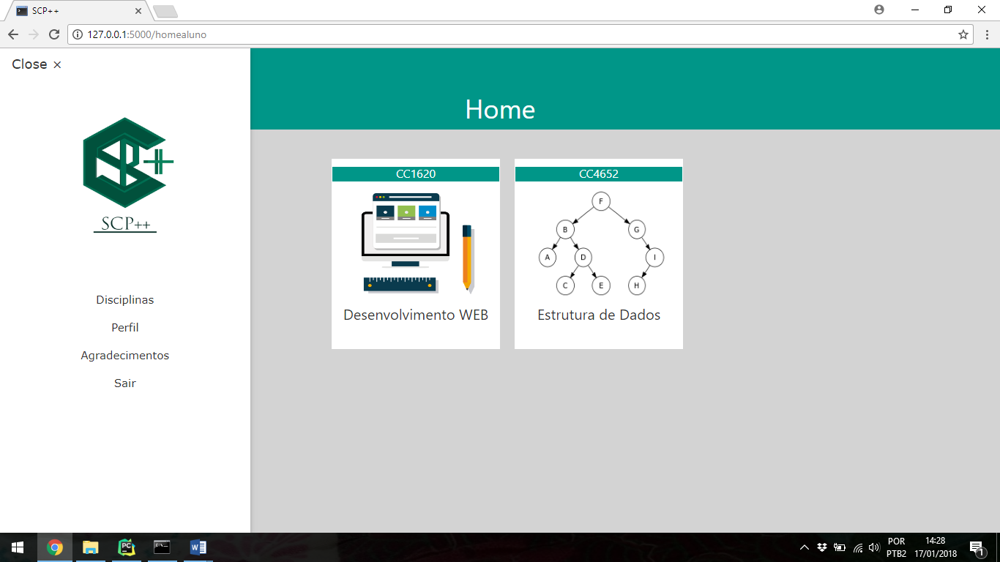 SCP++
127.0.0.1:5000/homealuno
Close ×
SCP++
Disciplinas
Perfil
Agradecimentos
Sair
Home
CC1620
Desenvolvimento WEB
CC4652
F
B
G
A
D
I
C
E
H
Estrutura de Dados
PC
W
POR
PTB2
14:28
17/01/2018
1